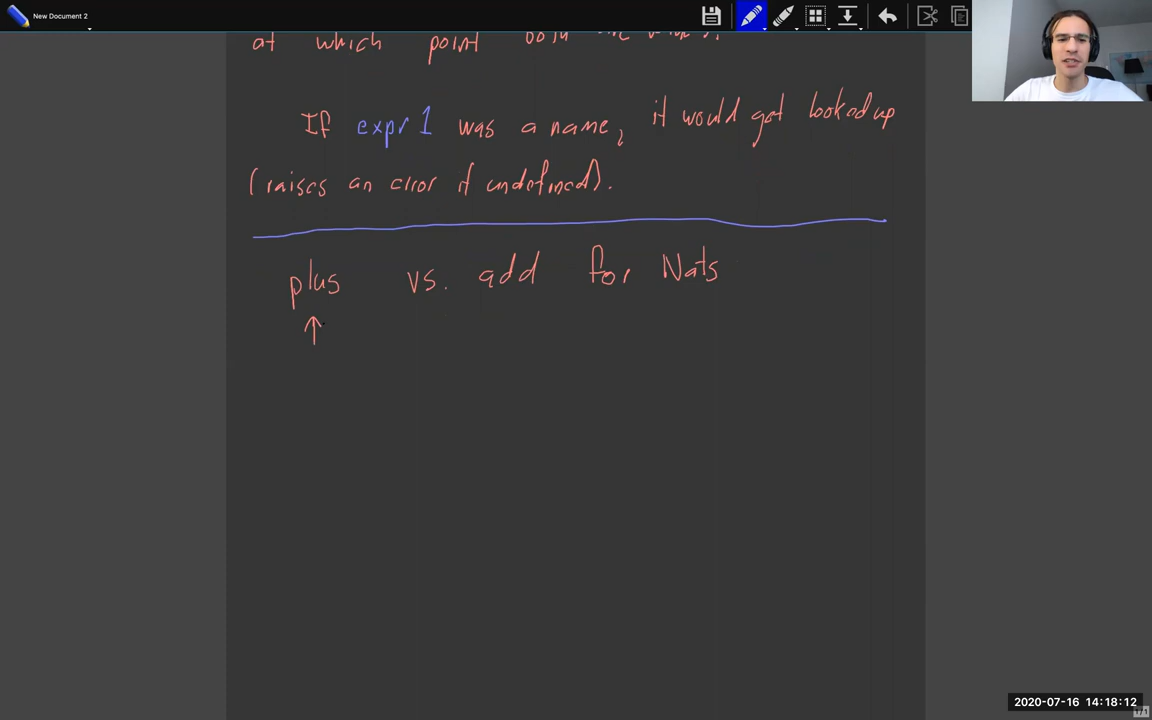 New Document 2
at which point both
If expr1 was a name, it would get looked up
(raises an error if undefined).
plus vs. add for Nats
↑
2020-07-16 14:18:12